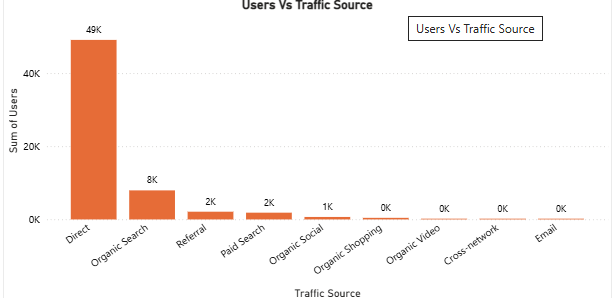 Users Vs Traffic Source
Users Vs Traffic Source
Sum of Users
40K
20K
0K
49K
8K
2K
2K
1K
0K
0K
0K
0K
Direct
Organic Search
Referral
Paid Search
Organic Social
Organic Shopping
Organic Video
Cross-network
Email
Traffic Source